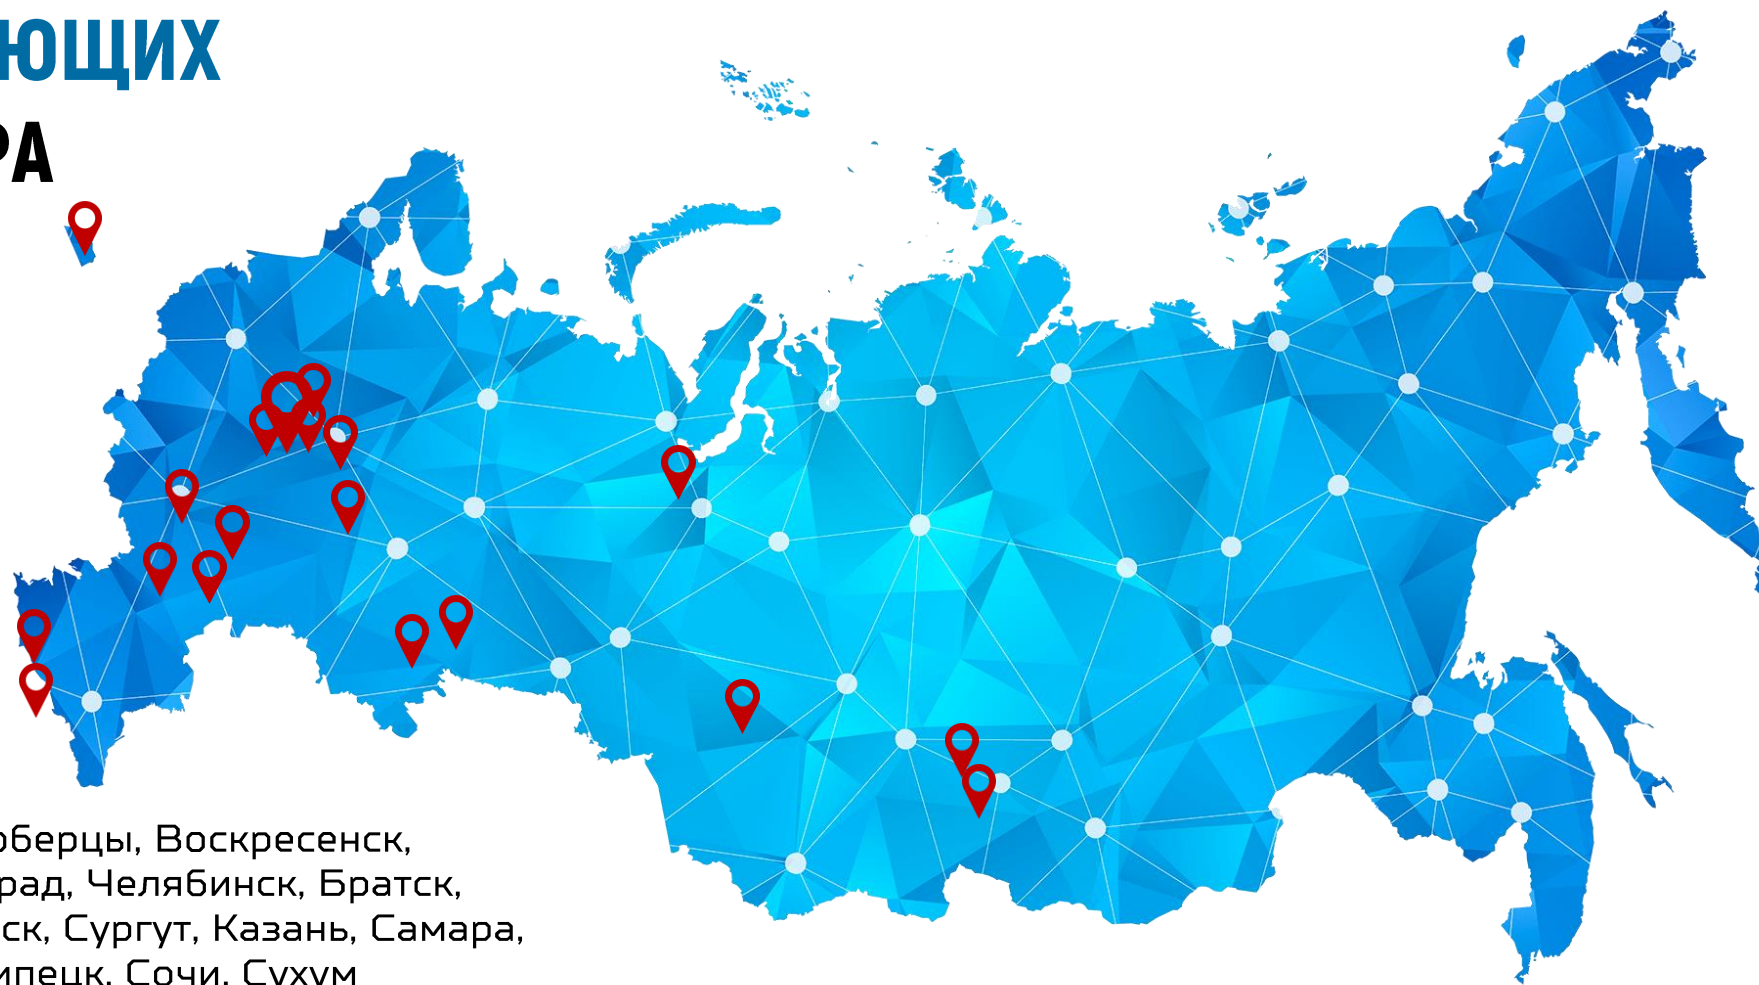 ЮЩИХ
РА
оберцы, Воскресенск,
рад, Челябинск, Братск,
ск, Сургут, Казань, Самара,
ипецк, Сочи, Сухум